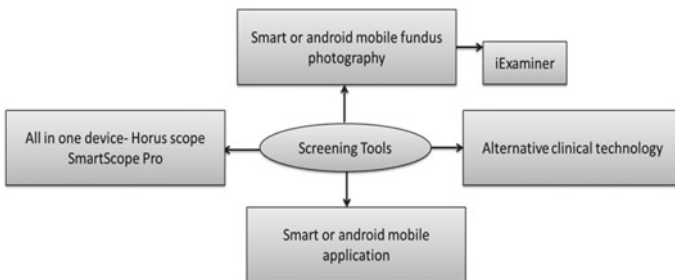 Smart or android mobile fundus
photography
iExaminer
All in one device- Horus scope
SmartScope Pro
Screening Tools
Alternative clinical technology
Smart or android mobile
application